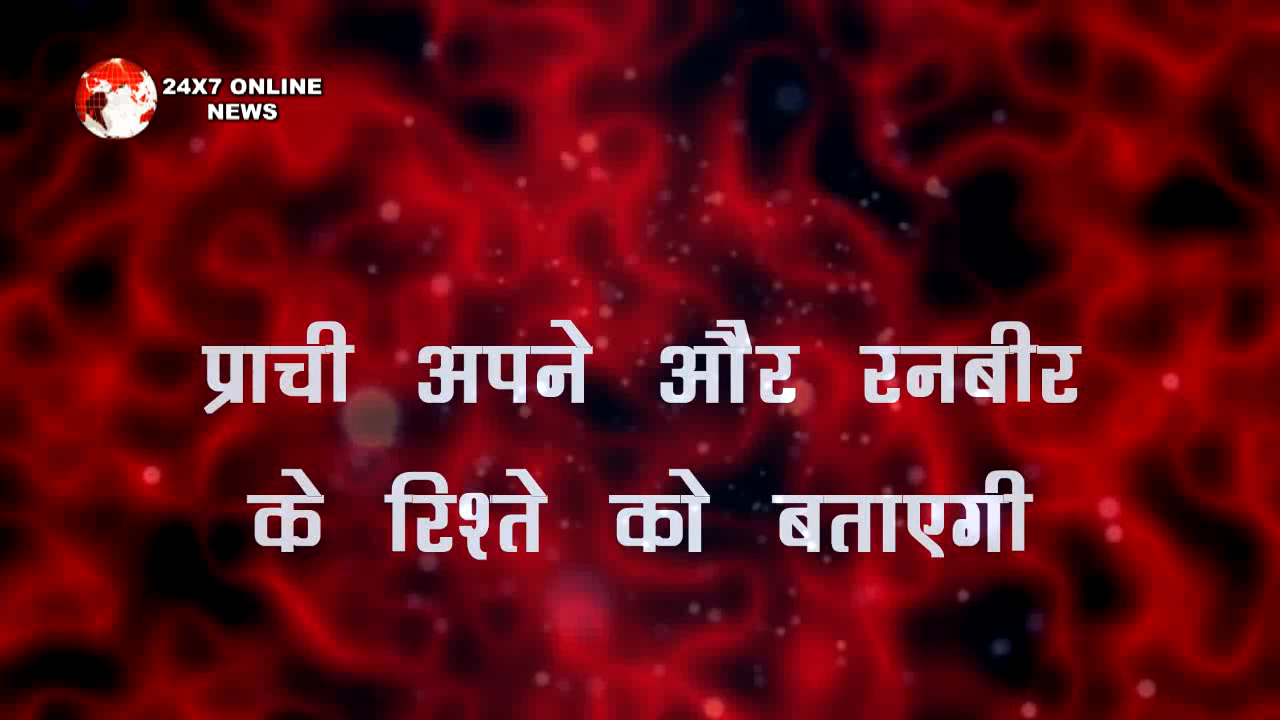 24X7 ONLINE
NEWS
प्राची अपने और रनबीर
के रिश्ते को बताएगी